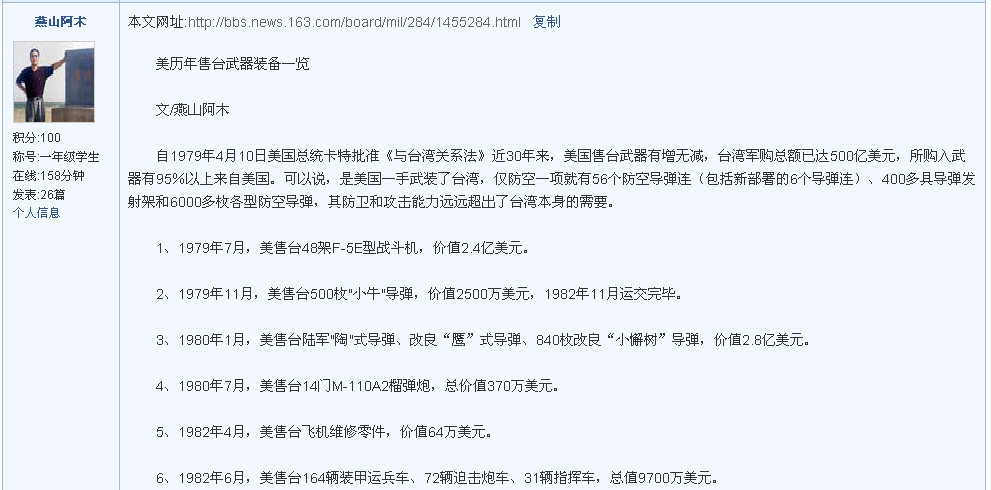 燕山阿木
积分:100
称号:一年级学生
在线:158分钟
发表:26篇
个人信息
本文网址:http://bbs.news.163.com/board/mil/284/1455284.html 复制
美历年售台武器装备一览
文/燕山阿木
自1979年4月10日美国总统卡特批准《与台湾关系法》近30年来，美国售台武器有增无减，台湾军购总额已达500亿美元，所购入武
器有95%以上来自美国。可以说，是美国一手武装了台湾，仅防空一项就有56个防空导弹连（包括新部署的6个导弹连）、400多具导弹发
射架和6000多枚各型防空导弹，其防卫和攻击能力远远超出了台湾本身的需要。
1、1979年7月，美售台48架F-5E型战斗机，价值2.4亿美元。
2、1979年11月，美售台500枚"小牛"导弹，价值2500万美元，1982年11月运交完毕。
3、1980年1月，美售台陆军"陶"式导弹、改良“鹰”式导弹、840枚改良“小懈树”导弹，价值2.8亿美元。
4、1980年7月，美售台14门M-110A2榴弹炮，总价值370万美元。
5、1982年4月，美售台飞机维修零件，价值64万美元。
6、1982年6月，美售台164辆装甲运兵车、72辆迫击炮车、31辆指挥车，总值9700万美元。